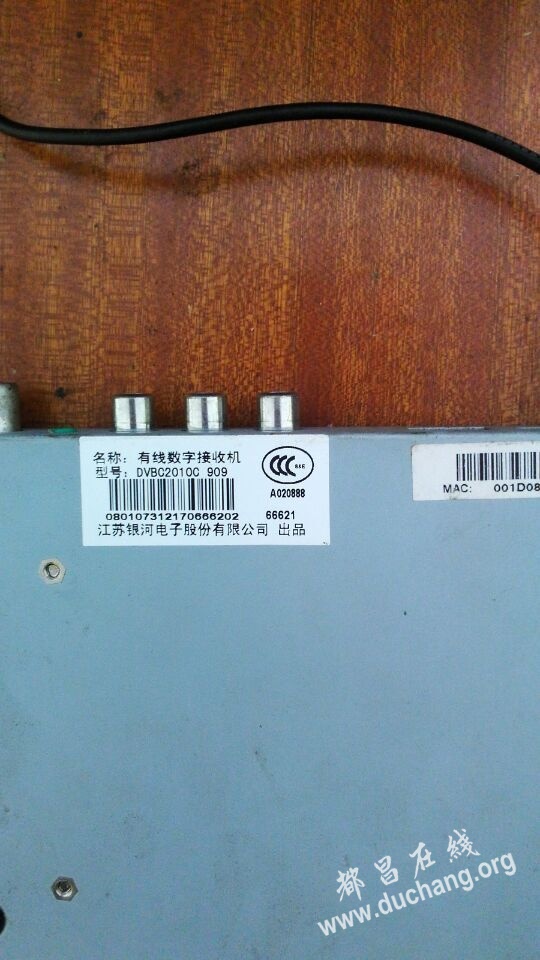 名称: 有线数字接收机
型号: DVBC2010C 909
A020888
080107312170666202
66621
江苏银河电子股份有限公司 出品
MAC: 001D08
都昌在线
www.duchang.org